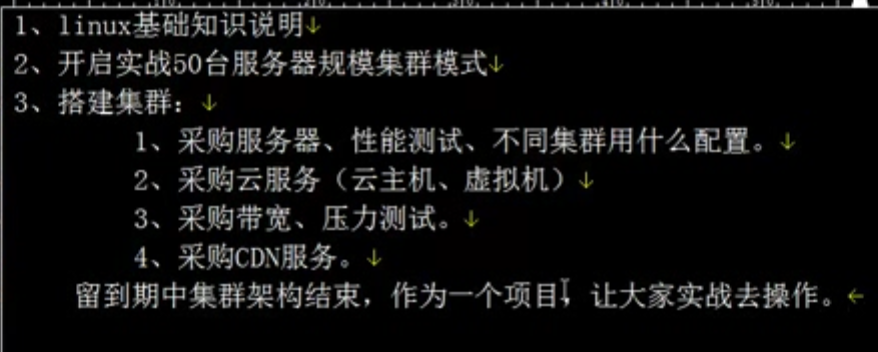 1、linux基础知识说明↓
2、开启实战50台服务器规模集群模式↓
3、搭建集群：↓
1、采购服务器、性能测试、不同集群用什么配置。↓
2、采购云服务（云主机、虚拟机）↓
3、采购带宽、压力测试。↓
4、采购CDN服务。↓
留到期中集群架构结束，作为一个项目，让大家实战去操作。←